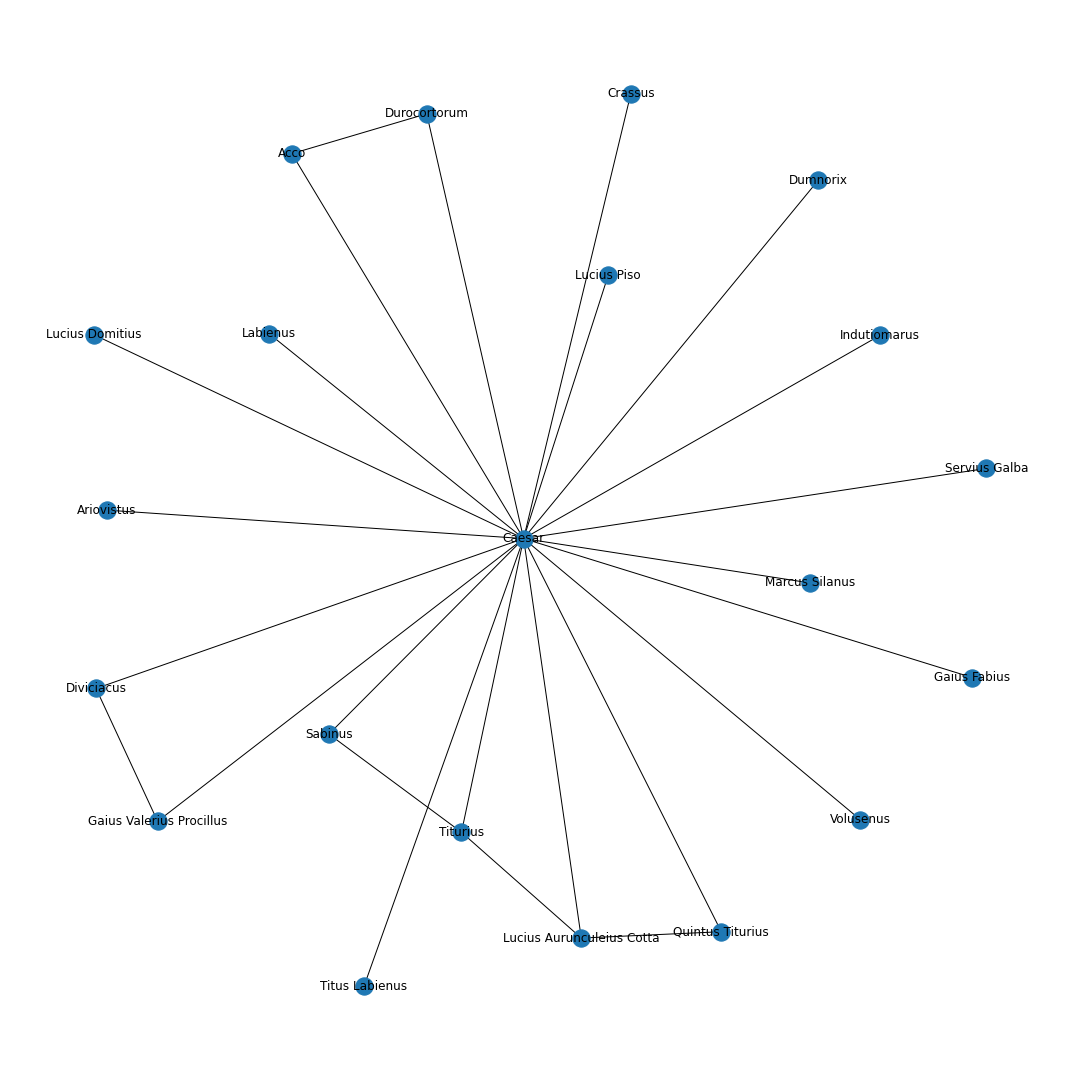 Crassus
Durocortorum
Acco
Dumnorix
Lucius Piso
Lucius Domitius
Labienus
Indutiomarus
Servius Galba
Ariovistus
Caesar
Marcus Silanus
Gaius Fabius
Diviciacus
Sabinus
Gaius Valerius Procillus
Volusenus
Titurius
Quintus Titurius
Lucius Aurunculeius Cotta
Titus Labienus